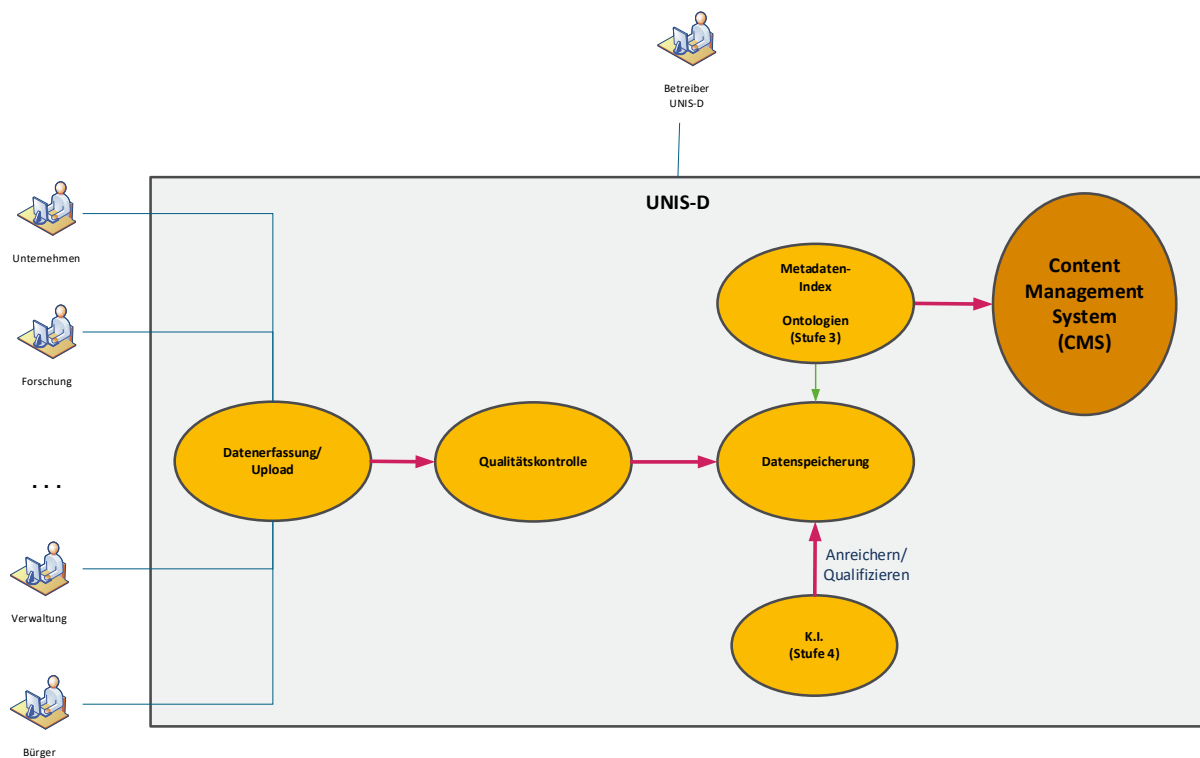 Betreiber
UNIS-D
UNIS-D
Unternehmen
Forschung
. . .
Verwaltung
Bürger
Datenerfassung/
Upload
Qualitätskontrolle
Metadaten-
Index
Ontologien
(Stufe 3)
Datenspeicherung
Anreichern/
Qualifizieren
K.I.
(Stufe 4)
Content
Management
System
(CMS)